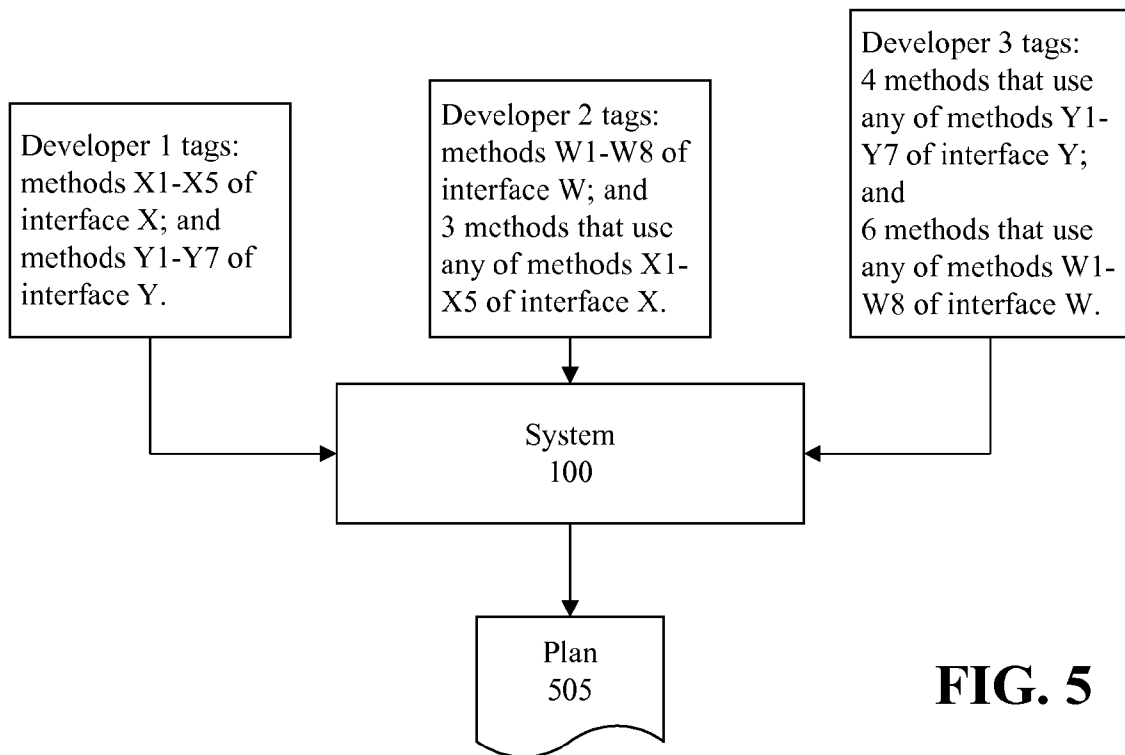 Developer 1 tags:
methods X1-X5 of
interface X; and
methods Y1-Y7 of
interface Y.
Developer 2 tags:
methods W1-W8 of
interface W; and
3 methods that use
any of methods X1-
X5 of interface X.
Developer 3 tags:
4 methods that use
any of methods Y1-
Y7 of interface Y;
and
6 methods that use
any of methods W1-
W8 of interface W.
System
100
Plan
505
FIG. 5